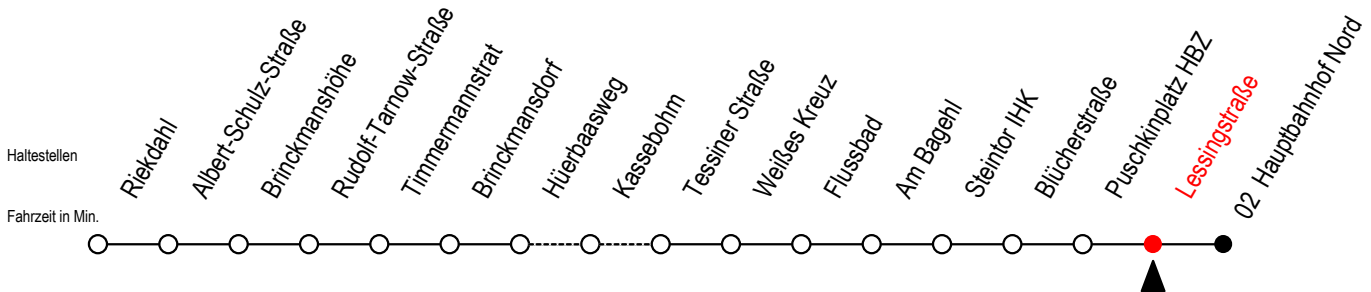 Haltestellen
Fahrzeit in Min.
Riekdahl
Albert-Schulz-Straße
Brinckmanshöhe
Rudolf-Tarnow-Straße
Timmermannstrat
Brinckmansdorf
Hüerbaasweg
Kassebohm
Tessiner Straße
Weißes Kreuz
Flussbad
Am Bagehl
Steintor IHK
Blücherstraße
Puschkinplatz HBZ
Lessingstraße
02 Hauptbahnhof Nord